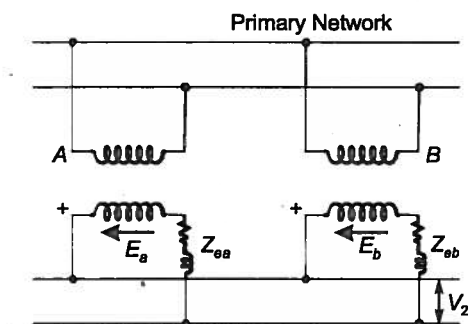 Primary Network
A
B
+
+
E_a
Z_ea
E_b
Z_eb
V_2